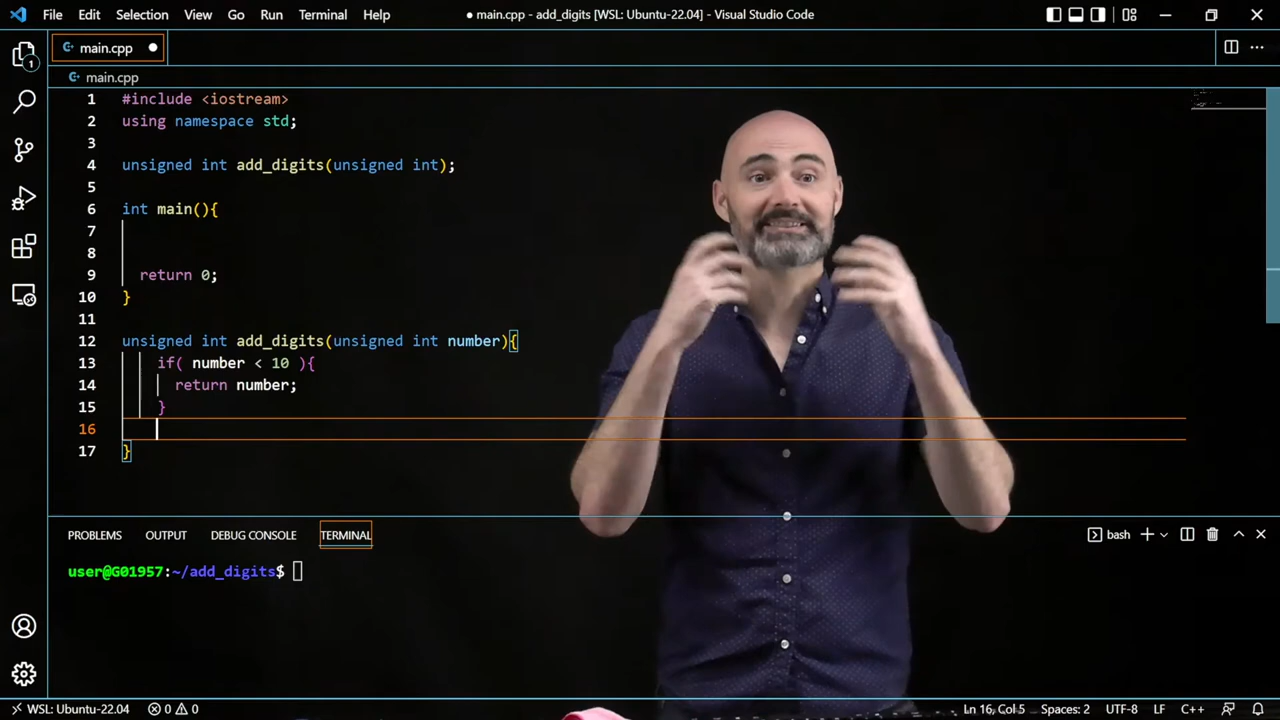 File Edit Selection View Go Run Terminal Help
● main.cpp - add_digits [WSL: Ubuntu-22.04] - Visual Studio Code
main.cpp
main.cpp
1 #include <iostream>
2 using namespace std;
3
4 unsigned int add_digits(unsigned int);
5
6 int main(){
7
8
9 return 0;
10 }
11
12 unsigned int add_digits(unsigned int number){
13 if( number < 10 ){
14 return number;
15 }
16
17 }
PROBLEMS OUTPUT DEBUG CONSOLE TERMINAL
bash
user@G01957:~/add_digits$
1
WSL: Ubuntu-22.04 0 0 Ln 16, Col 5 Spaces: 2 UTF-8 LF C++